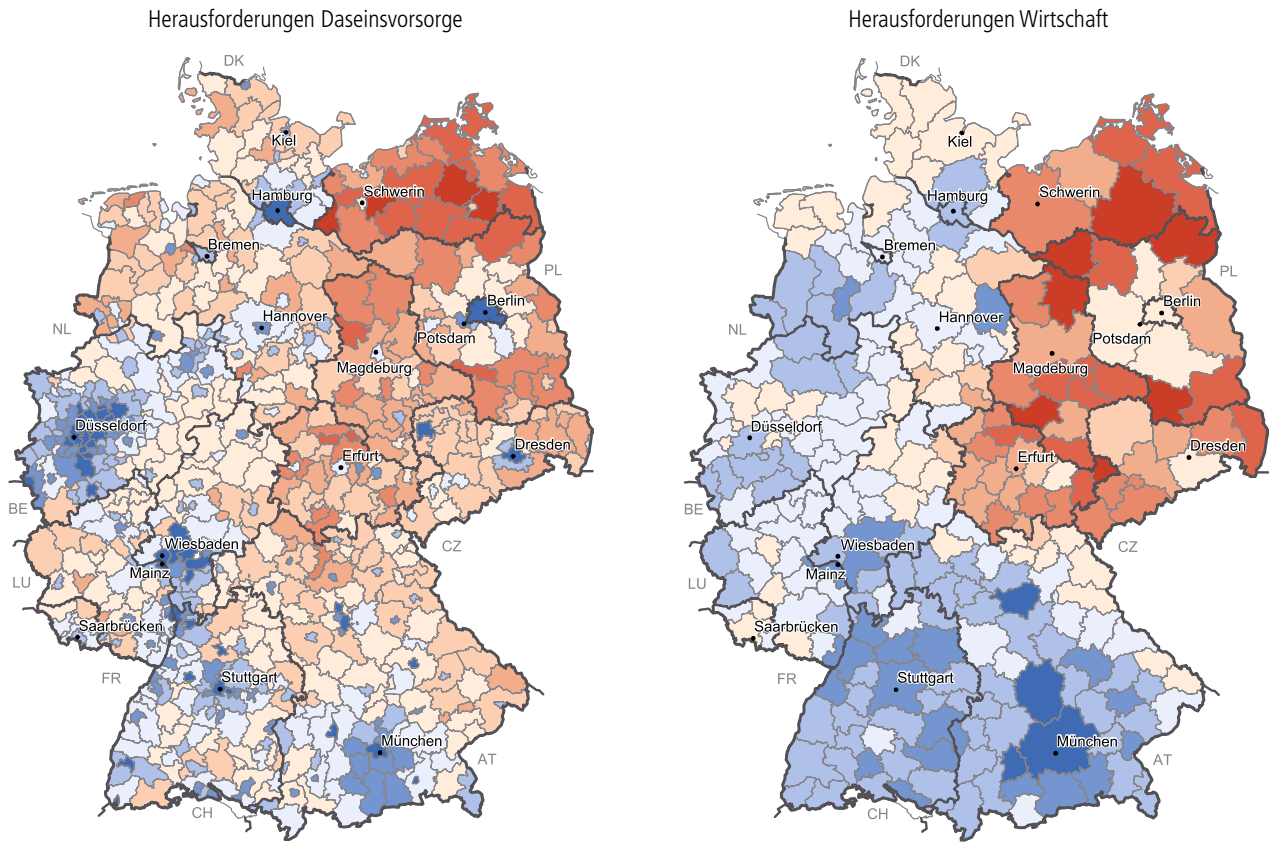 Herausforderungen Daseinsvorsorge
DK
Kiel
Hamburg
Schwerin
Bremen
PL
Berlin
Hannover
NL
Potsdam
Magdeburg
Düsseldorf
Dresden
Erfurt
BE
Wiesbaden
CZ
Mainz
LU
Saarbrücken
FR
Stuttgart
München
AT
CH
Herausforderungen Wirtschaft
DK
Kiel
Hamburg
Schwerin
Bremen
PL
Berlin
Hannover
NL
Potsdam
Magdeburg
Düsseldorf
Dresden
Erfurt
BE
Wiesbaden
CZ
Mainz
LU
Saarbrücken
FR
Stuttgart
München
AT
CH